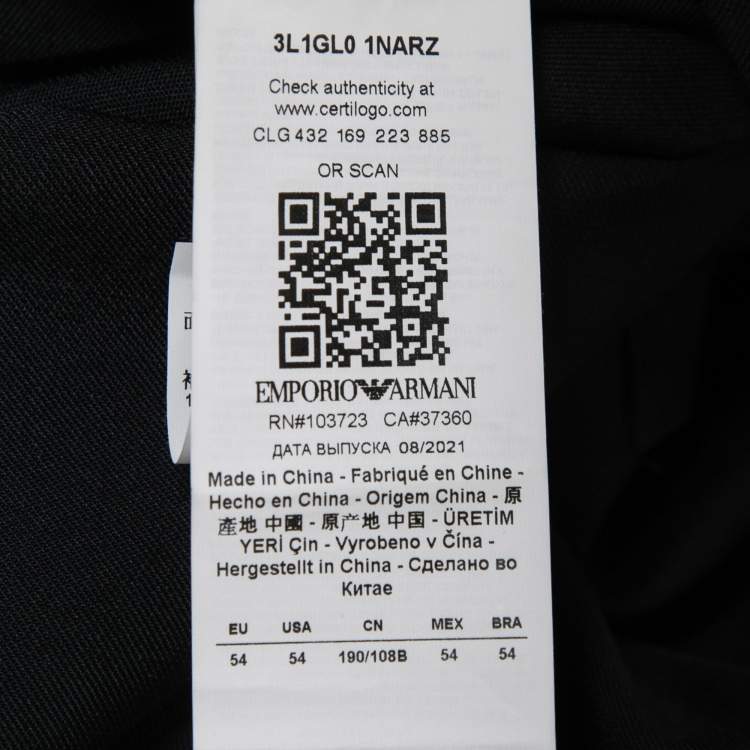 3L1GL0 1NARZ
Check authenticity at
www.certilogo.com
CLG 432 169 223 885
OR SCAN
EMPORIO ARMANI
RN#103723 CA#37360
ДАТА ВЫПУСКА 08/2021
Made in China - Fabriqué en Chine -
Hecho en China - Origem China - 原
產地 中國 - 原产地 中国 - ÜRETİM
YERİ Çin - Vyrobeno v Čína -
Hergestellt in China - Сделано во
Китае
EU USA CN MEX BRA
54 54 190/108B 54 54